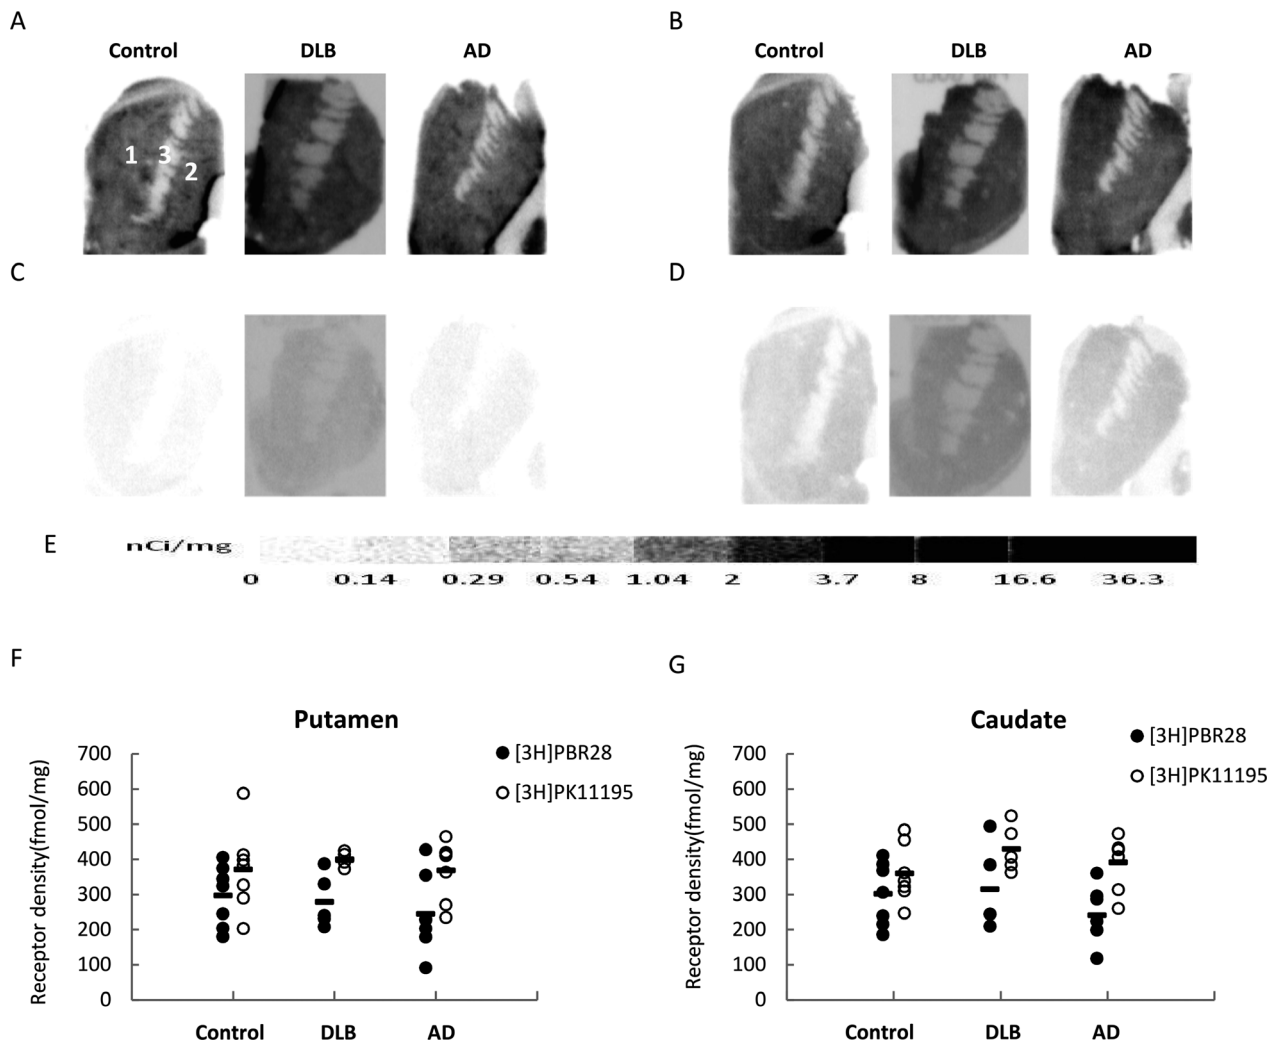 A
B
Control DLB AD
Control DLB AD
1 3 2
C
D
E
nCi/mg
0 0.14 0.29 0.54 1.04 2 3.7 8 16.6 36.3
F
G
Putamen
[3H]PBR28
[3H]PK11195
Receptor density(fmol/mg)
700
600
500
400
300
200
100
0
Control DLB AD
Caudate
[3H]PBR28
[3H]PK11195
Receptor density(fmol/mg)
700
600
500
400
300
200
100
0
Control DLB AD